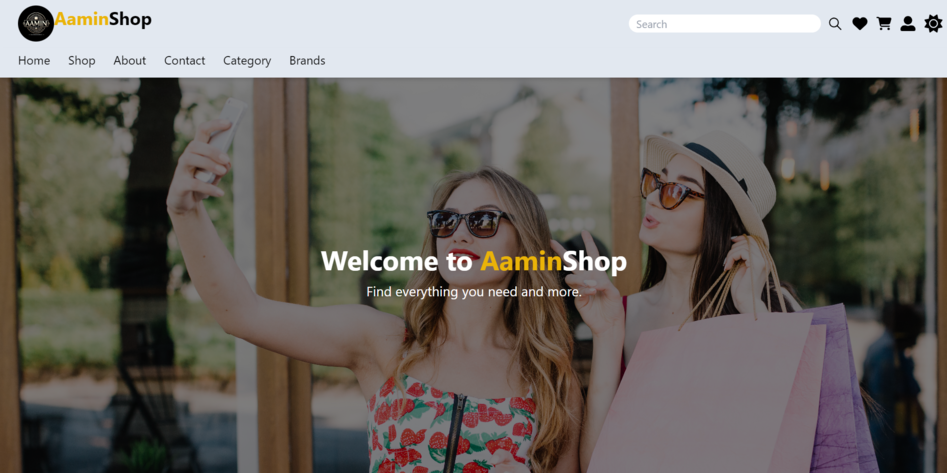 AAMIN
AaminShop
Search
Home Shop About Contact Category Brands
Welcome to AaminShop
Find everything you need and more.